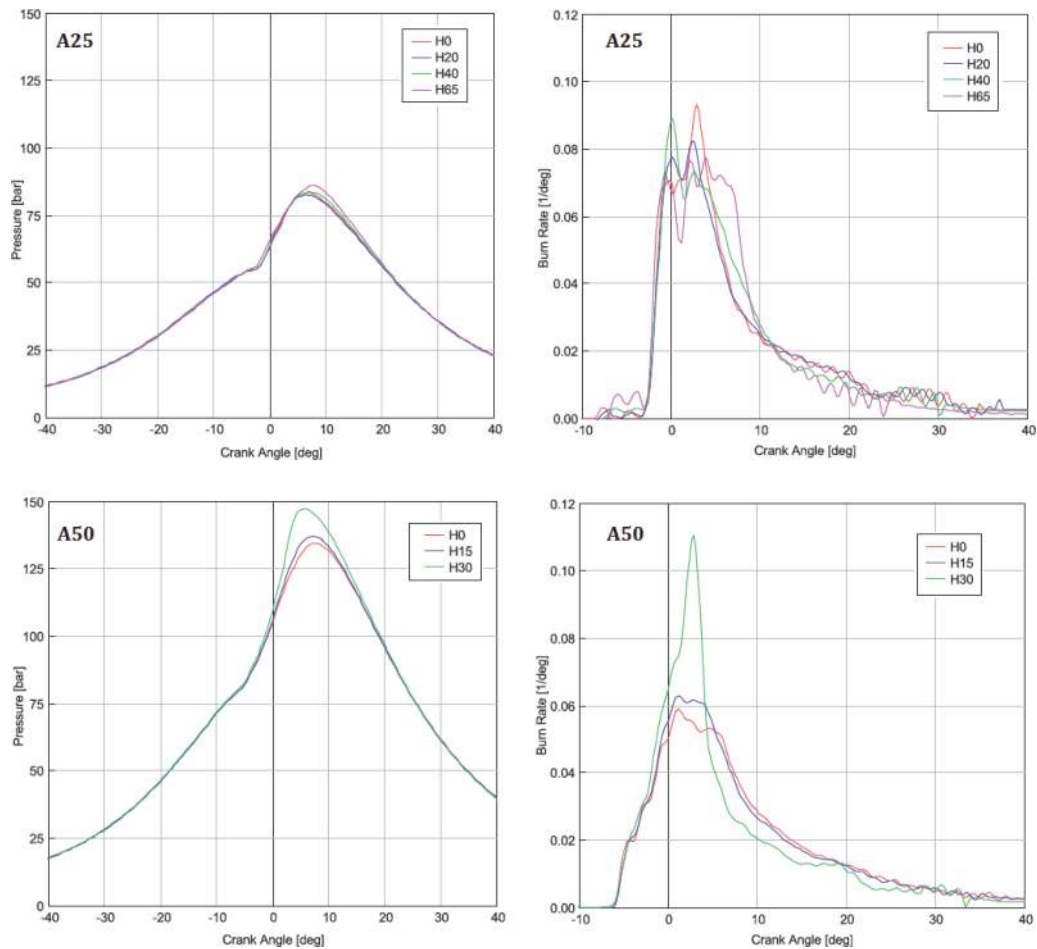 A25
150
125
100
75
50
25
0
Pressure [bar]
H0
H20
H40
H65
-40 -30 -20 -10 0 10 20 30 40
Crank Angle [deg]
A25
0.12
0.10
0.08
0.06
0.04
0.02
0.00
Burn Rate [1/deg]
H0
H20
H40
H65
-10 0 10 20 30 40
Crank Angle [deg]
A50
150
125
100
75
50
25
0
Pressure [bar]
H0
H15
H30
-40 -30 -20 -10 0 10 20 30 40
Crank Angle [deg]
A50
0.12
0.10
0.08
0.06
0.04
0.02
0.00
Burn Rate [1/deg]
H0
H15
H30
-10 0 10 20 30 40
Crank Angle [deg]